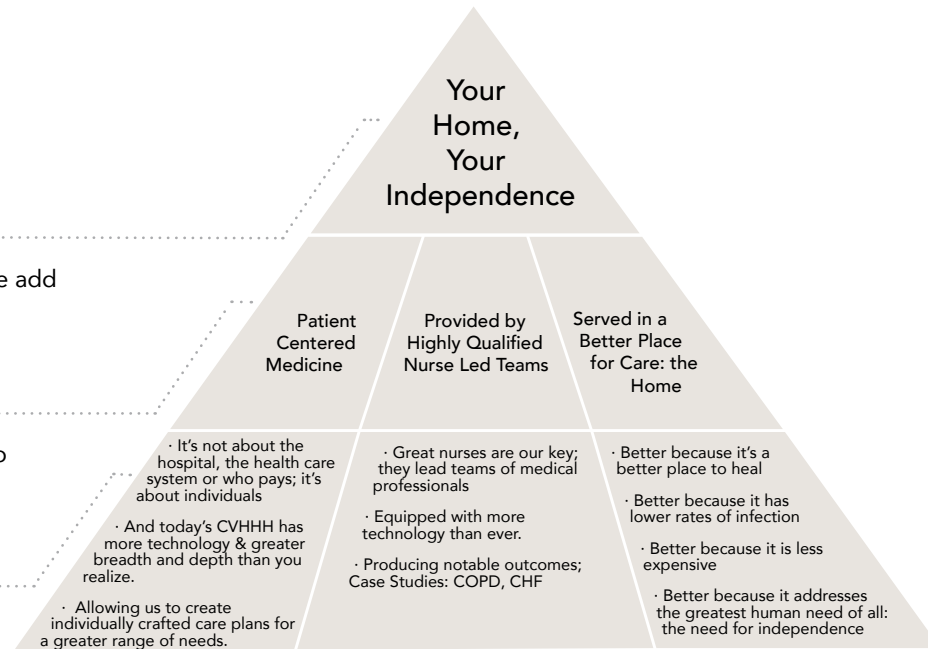 Your
Home,
Your
Independence
e add
Patient
Centered
Medicine
Provided by
Highly Qualified
Nurse Led Teams
Served in a
Better Place
for Care: the
Home
· It's not about the
hospital, the health care
system or who pays; it's
about individuals
· And today's CVHHH has
more technology & greater
breadth and depth than you
realize.
· Allowing us to create
individually crafted care plans for
a greater range of needs.
· Great nurses are our key;
they lead teams of medical
professionals
· Equipped with more
technology than ever.
· Producing notable outcomes;
Case Studies: COPD, CHF
· Better because it's a
better place to heal
· Better because it has
lower rates of infection
· Better because it is less
expensive
· Better because it addresses
the greatest human need of all:
the need for independence